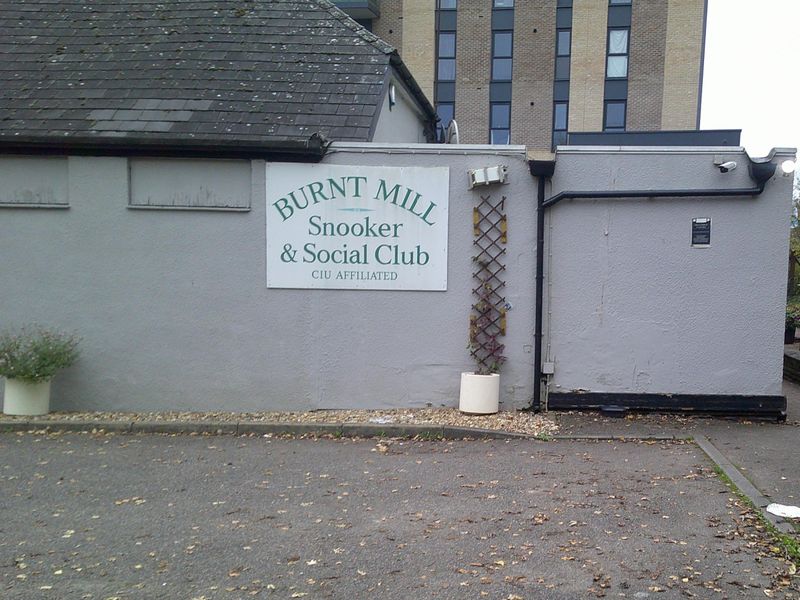 BURNT MILL
Snooker
& Social Club
CIU AFFILIATED